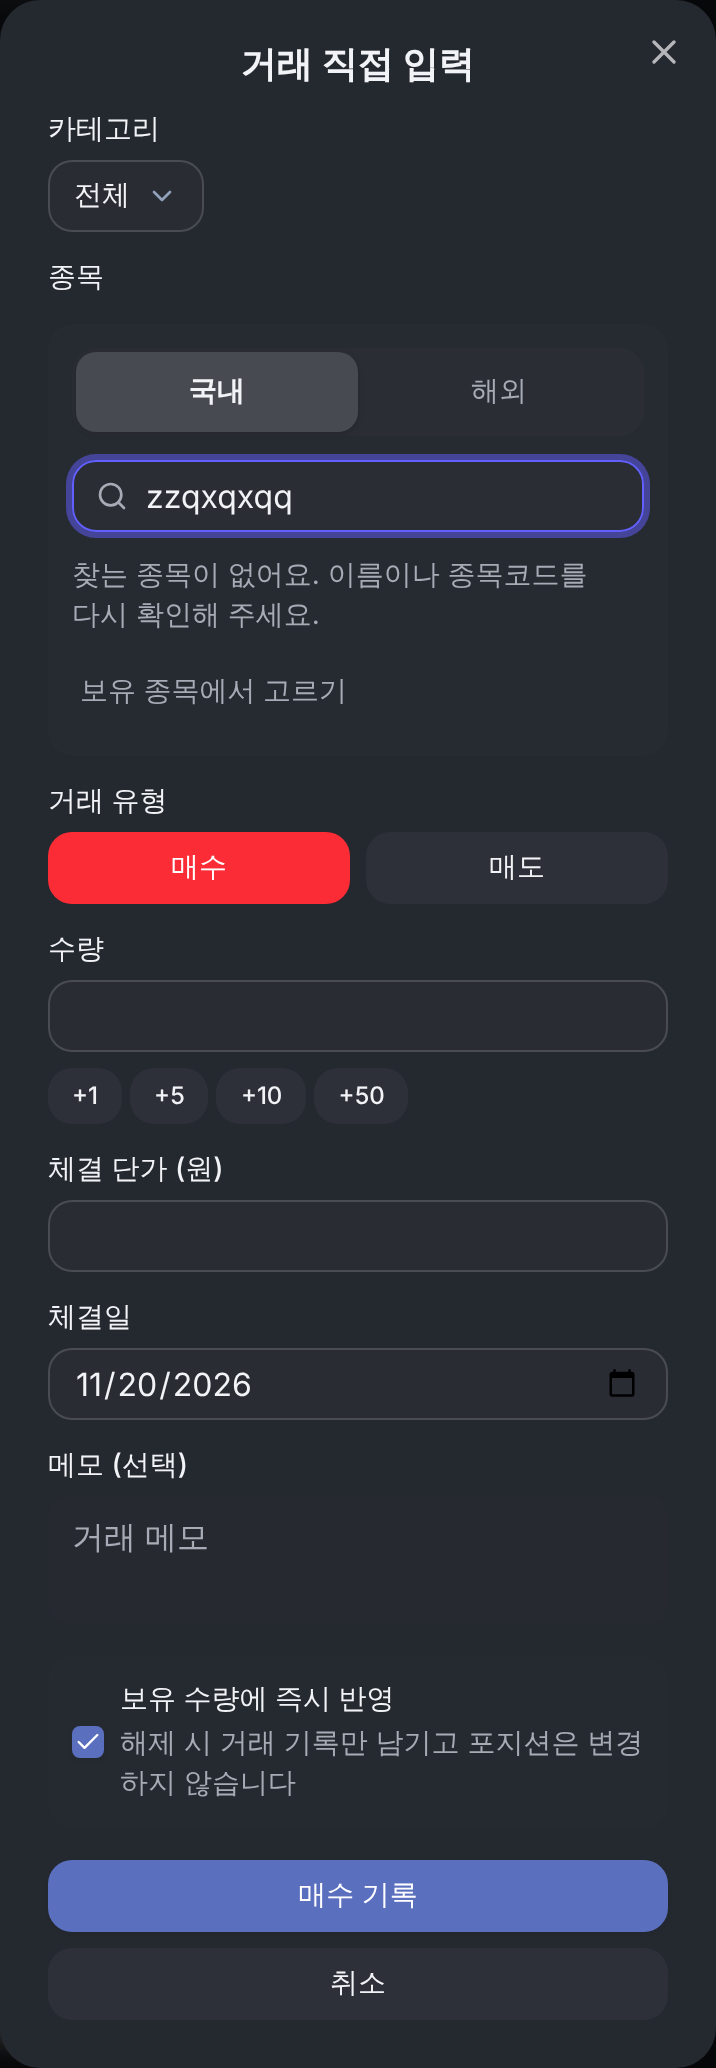 거래 직접 입력
카테고리
전체
종목
국내
해외
zzqxqxqq
찾는 종목이 없어요. 이름이나 종목코드를
다시 확인해 주세요.
보유 종목에서 고르기
거래 유형
매수
매도
수량
+1
+5
+10
+50
체결 단가 (원)
체결일
11/20/2026
메모 (선택)
거래 메모
보유 수량에 즉시 반영
해제 시 거래 기록만 남기고 포지션은 변경
하지 않습니다
매수 기록
취소